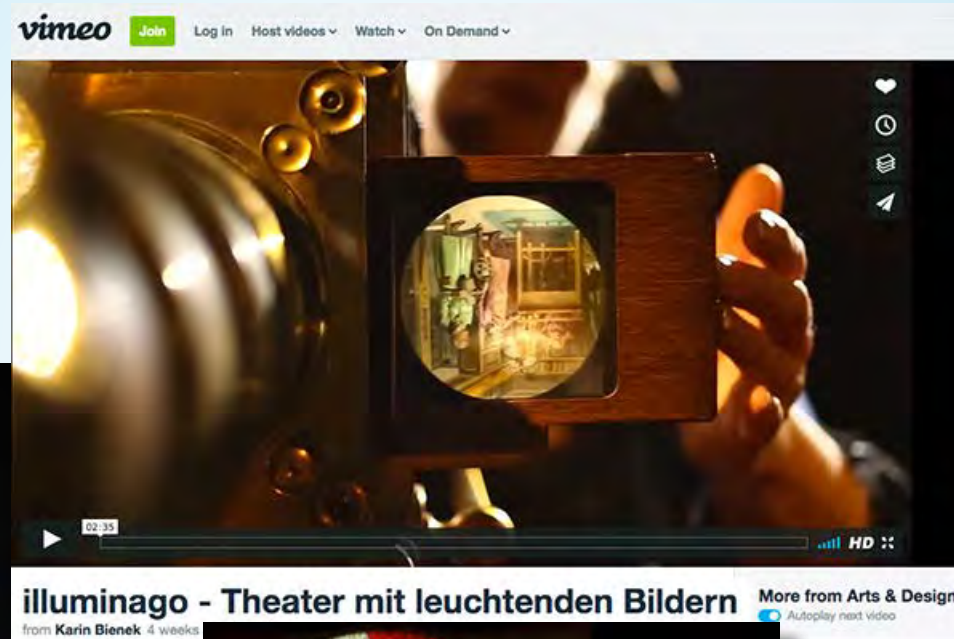 vimeo Join Log in Host videos Watch On Demand
02:35
HD
illuminago - Theater mit leuchtenden Bildern
from Karin Bienek 4 weeks
More from Arts & Design
Autoplay next video